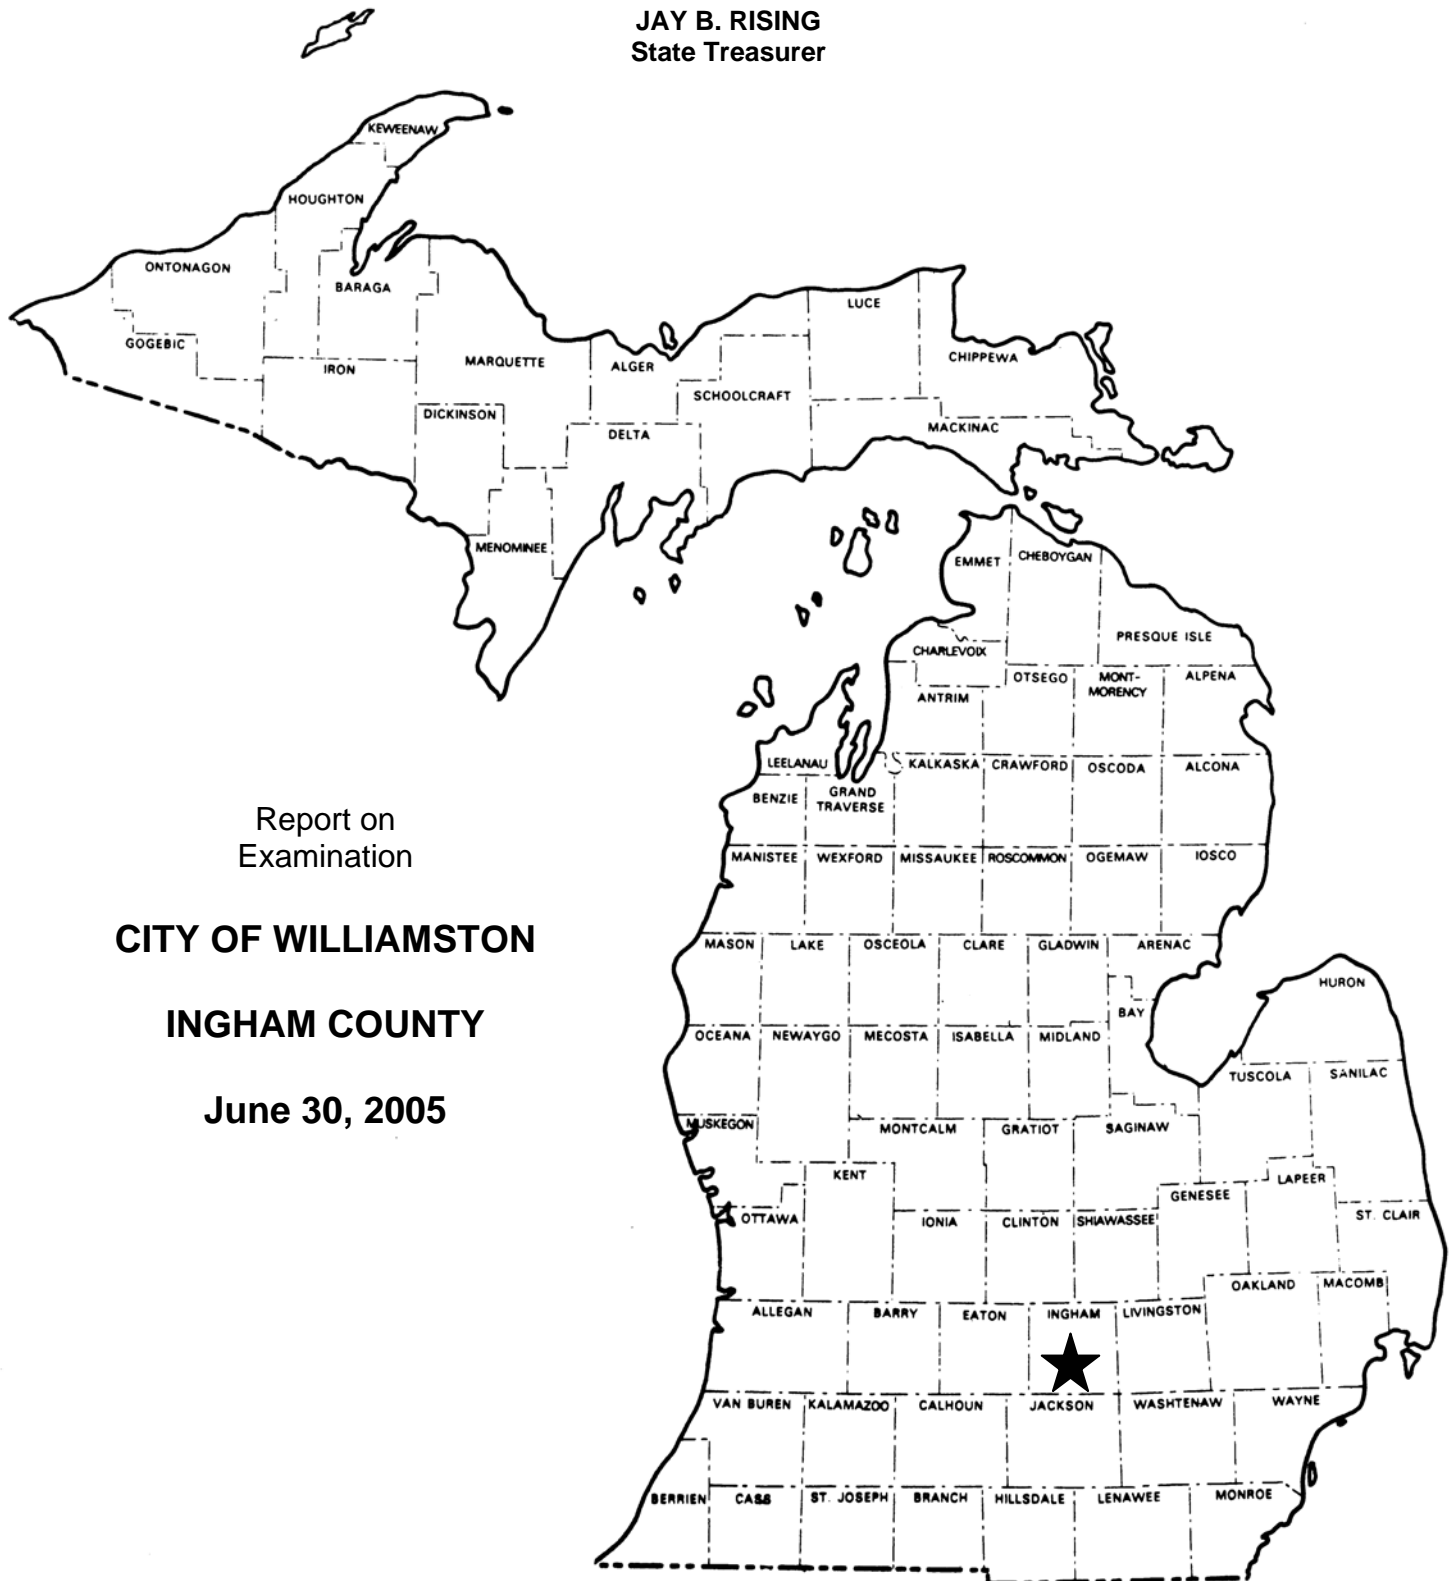 JAY B. RISING
State Treasurer
KEWEENAW
HOUGHTON
ONTONAGON
BARAGA
LUCE
GOGEBIC
IRON
MARQUETTE
ALGER
CHIPPEWA
SCHOOLCRAFT
DICKINSON
DELTA
MACKINAC
MENOMINEE
EMMET
CHEBOYGAN
PRESQUE ISLE
CHARLEVOIX
ANTRIM
OTSEGO
MONT-
MORENCY
ALPENA
LEELANAU
KALKASKA
CRAWFORD
OSCODA
ALCONA
BENZIE
GRAND
TRAVERSE
Report on
Examination
MANISTEE
WEXFORD
MISSAUKEE
ROSCOMMON
OGEMAW
IOSCO
CITY OF WILLIAMSTON
MASON
LAKE
OSCEOLA
CLARE
GLADWIN
ARENAC
HURON
INGHAM COUNTY
BAY
OCEANA
NEWAYGO
MECOSTA
ISABELLA
MIDLAND
TUSCOLA
SANILAC
June 30, 2005
MUSKEGON
MONTCALM
GRATIOT
SAGINAW
KENT
GENESEE
LAPEER
OTTAWA
IONIA
CLINTON
SHIAWASSEE
ST. CLAIR
OAKLAND
MACOMB
ALLEGAN
BARRY
EATON
INGHAM
LIVINGSTON
VAN BUREN
KALAMAZOO
CALHOUN
JACKSON
WASHTENAW
WAYNE
BERRIEN
CASS
ST. JOSEPH
BRANCH
HILLSDALE
LENAWEE
MONROE